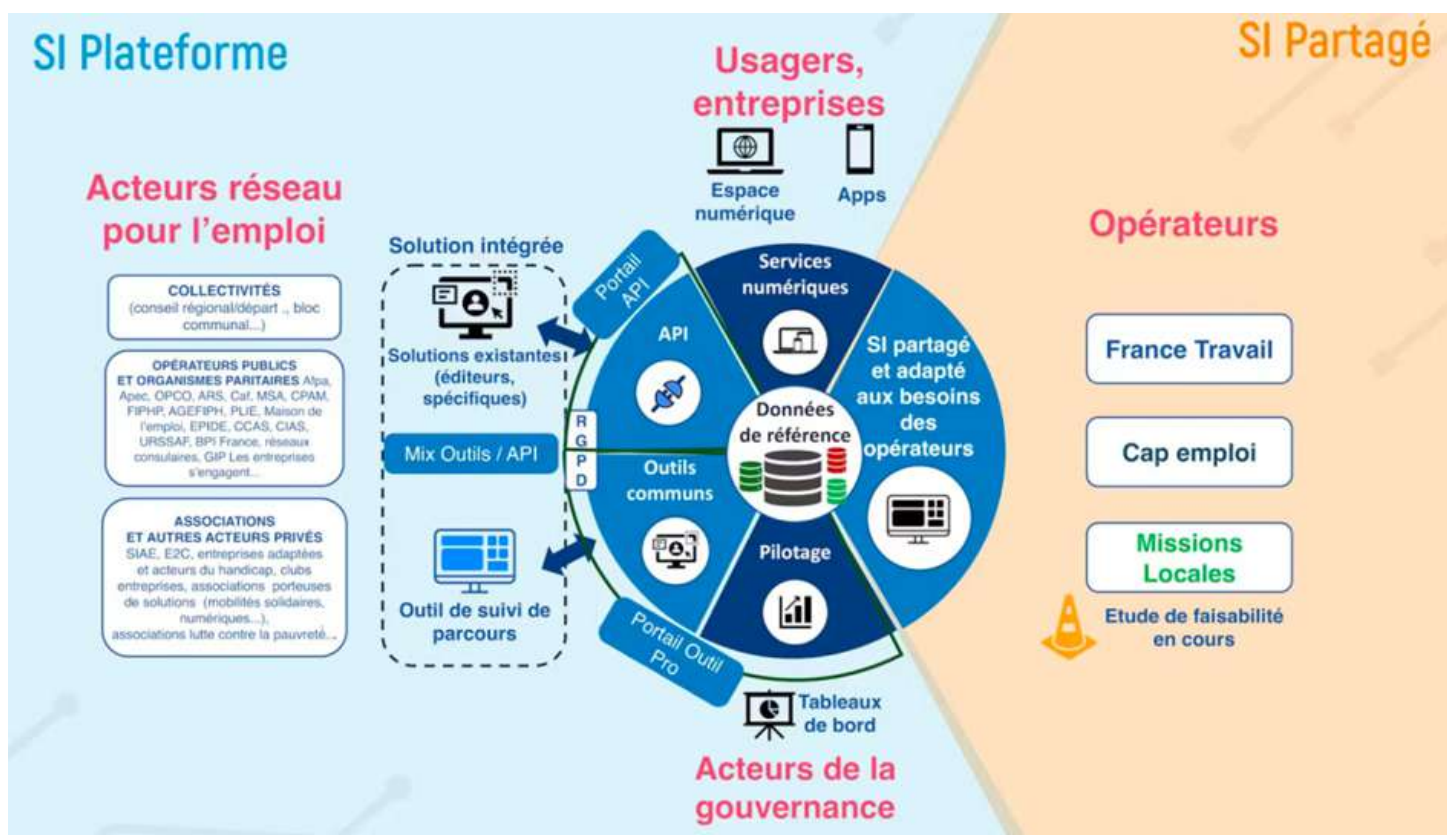 SI Plateforme
SI Partagé
Usagers,
entreprises
Espace
numérique
Apps
Acteurs réseau
pour l'emploi
COLLECTIVITÉS
(conseil régional/départ ., bloc
communal...)
OPÉRATEURS PUBLICS
ET ORGANISMES PARITAIRES Afpa,
Apec, OPCO, ARS, Caf, MSA, CPAM,
FIPHP, AGEFIPH, PLIE, Maison de
l'emploi, EPIDE, CCAS, CIAS,
URSSAF, BPI France, réseaux
consulaires, GIP Les entreprises
s'engagent...
ASSOCIATIONS
ET AUTRES ACTEURS PRIVÉS
SIAE, E2C, entreprises adaptées
et acteurs du handicap, clubs
entreprises, associations porteuses
de solutions (mobilités solidaires,
numériques...),
associations lutte contre la pauvreté...
Solution intégrée
Solutions existantes
(éditeurs,
spécifiques)
Mix Outils / API
Outil de suivi de
parcours
Portail
API
RGPD
Portail Outil
Pro
API
Outils
communs
Services
numériques
Données
de référence
Pilotage
SI partagé
et adapté
aux besoins
des
opérateurs
Tableaux
de bord
Acteurs de la
gouvernance
Opérateurs
France Travail
Cap emploi
Missions
Locales
Etude de faisabilité
en cours